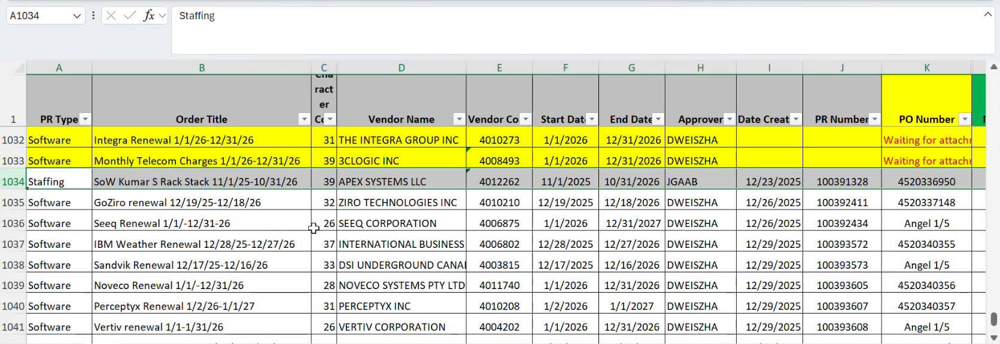 A1034 fx Staffing
A B C D E F G H I J K
1 PR Type Order Title ract er Vendor Name Vendor Co Start Dat End Date Approver Date Creat PR Number PO Number
1032 Software Integra Renewal 1/1/26-12/31/26 31 THE INTEGRA GROUP INC 4010273 1/1/2026 12/31/2026 DWEISZHA Waiting for attachr
1033 Software Monthly Telecom Charges 1/1/26-12/31/26 39 3CLOGIC INC 4008493 1/1/2026 12/31/2026 DWEISZHA Waiting for attachr
1034 Staffing SoW Kumar S Rack Stack 11/1/25-10/31/26 39 APEX SYSTEMS LLC 4012262 11/1/2025 10/31/2026 JGAAB 12/23/2025 100391328 4520336950
1035 Software GoZiro renewal 12/19/25-12/18/26 32 ZIRO TECHNOLOGIES INC 4010210 12/19/2025 12/18/2026 DWEISZHA 12/26/2025 100392411 4520337148
1036 Software Seeq Renewal 1/1/-12/31-26 26 SEEQ CORPORATION 4006875 1/1/2026 12/31/2027 DWEISZHA 12/26/2025 100392434 Angel 1/5
1037 Software IBM Weather Renewal 12/28/25-12/27/26 37 INTERNATIONAL BUSINESS 4006802 12/28/2025 12/27/2026 DWEISZHA 12/29/2025 100393572 4520340355
1038 Software Sandvik Renewal 12/17/25-12/16/26 33 DSI UNDERGROUND CANA 4003815 12/17/2025 12/16/2026 DWEISZHA 12/29/2025 100393573 Angel 1/5
1039 Software Noveco Renewal 1/1/-12/31/26 28 NOVECO SYSTEMS PTY LTD 4011740 1/1/2026 12/31/2026 DWEISZHA 12/29/2025 100393605 4520340356
1040 Software Perceptyx Renewal 1/2/26-1/1/27 31 PERCEPTYX INC 4010208 1/2/2026 1/1/2027 DWEISZHA 12/29/2025 100393607 4520340357
1041 Software Vertiv renewal 1/1-1/31/26 26 VERTIV CORPORATION 4004202 1/1/2026 12/31/2026 DWEISZHA 12/29/2025 100393608 Angel 1/5